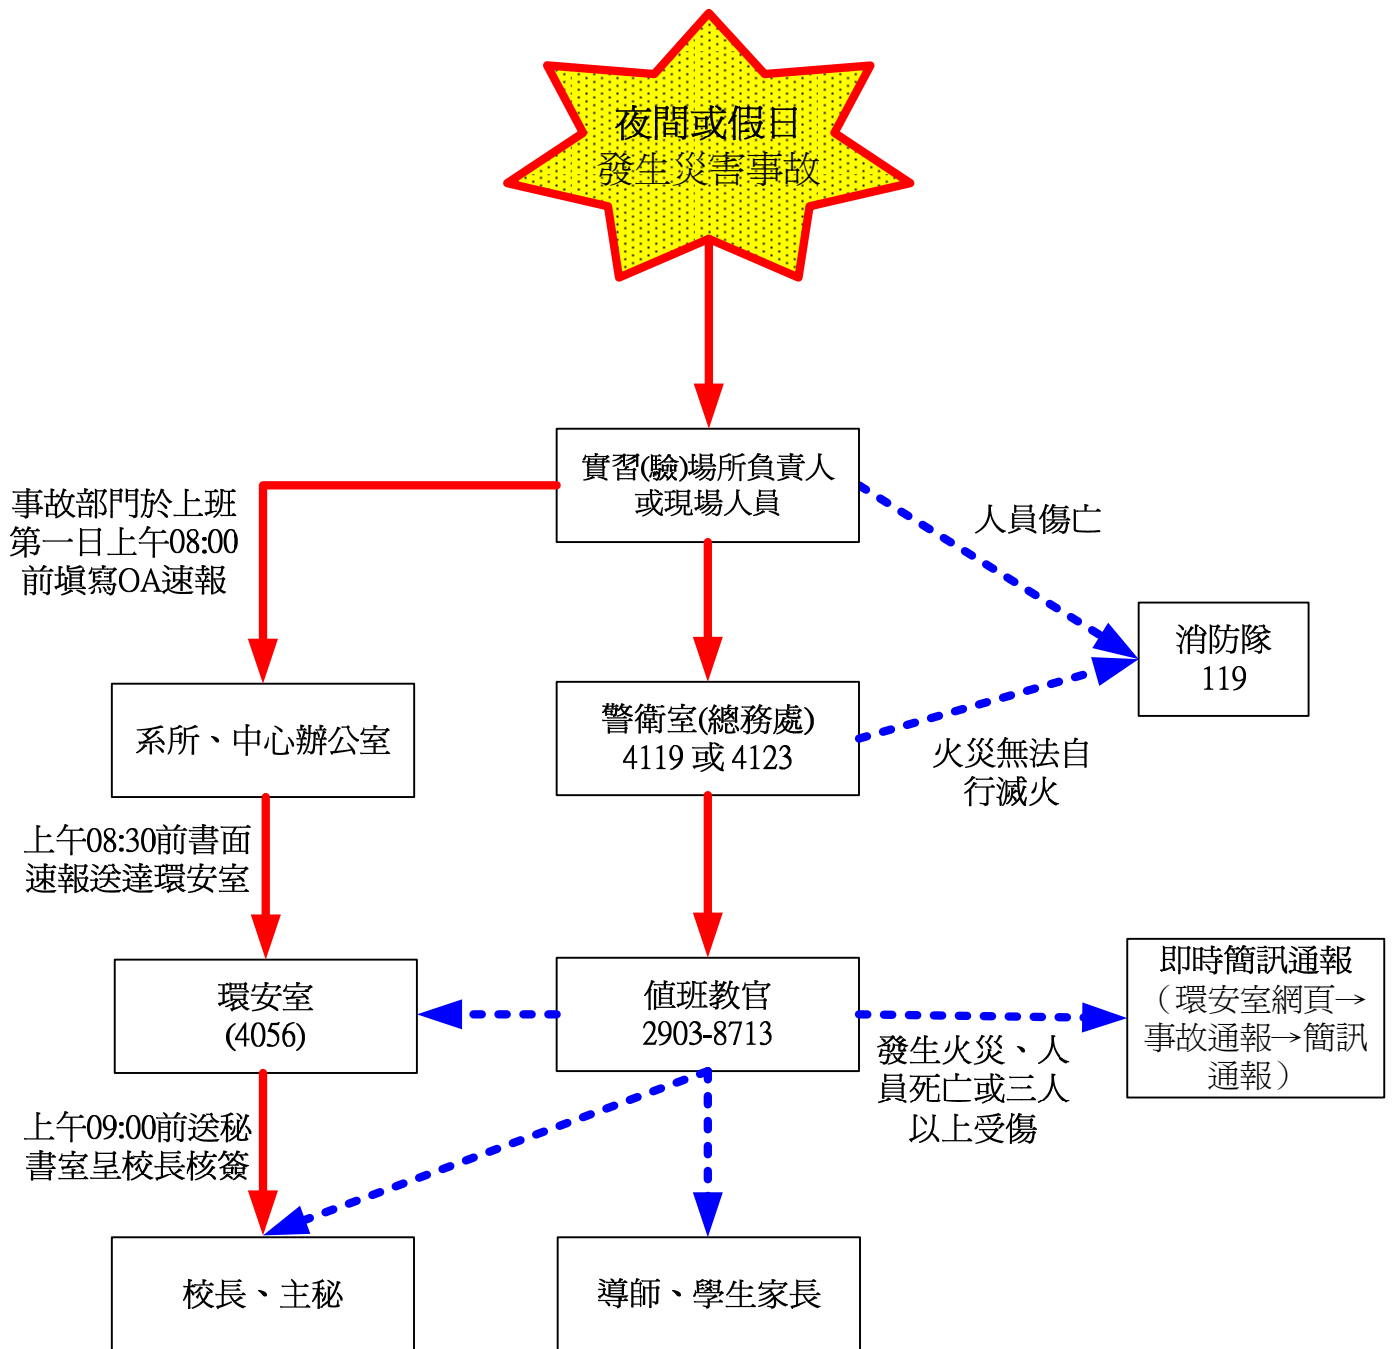 夜間或假日
發生災害事故
實習(驗)場所負責人
或現場人員
事故部門於上班
第一日上午08:00
前填寫OA速報
人員傷亡
消防隊
119
系所、中心辦公室
警衛室(總務處)
4119 或 4123
火災無法自
行滅火
上午08:30前書面
速報送達環安室
環安室
(4056)
值班教官
2903-8713
即時簡訊通報
（環安室網頁→
事故通報→簡訊
通報）
發生火災、人
員死亡或三人
以上受傷
上午09:00前送秘
書室呈校長核簽
校長、主秘
導師、學生家長